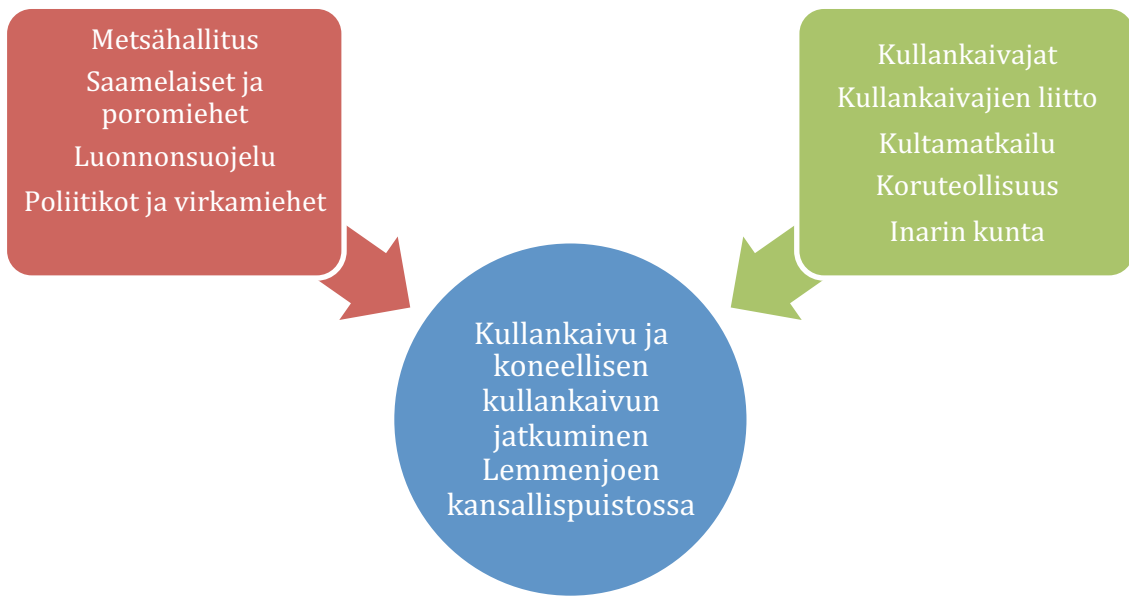 Metsähallitus
Saamelaiset ja
poromiehet
Luonnonsuojelu
Poliitikot ja virkamiehet
Kullankaivajat
Kullankaivajien liitto
Kultamatkailu
Koruteollisuus
Inarin kunta
Kullankaivu ja
koneellisen
kullankaivun
jatkuminen
Lemmenjoen
kansallispuistossa